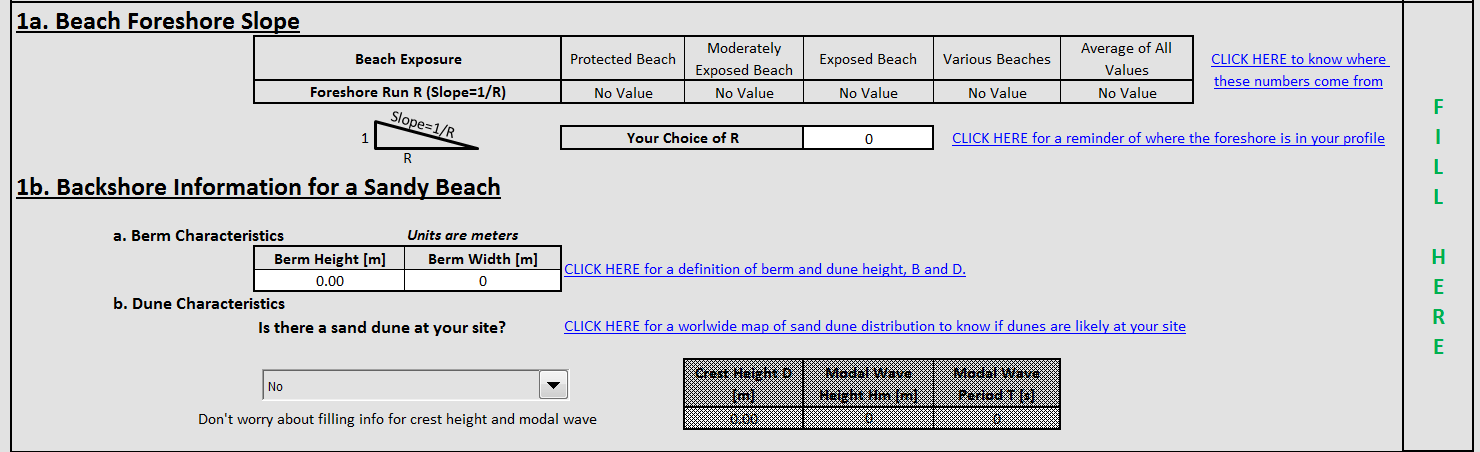 1a. Beach Foreshore Slope
Beach Exposure Protected Beach Moderately Exposed Beach Exposed Beach Various Beaches Average of All Values
CLICK HERE to know where
these numbers come from
Foreshore Run R (Slope=1/R) No Value No Value No Value No Value No Value
Slope=1/R
1
R
Your Choice of R 0
CLICK HERE for a reminder of where the foreshore is in your profile
1b. Backshore Information for a Sandy Beach
a. Berm Characteristics Units are meters
Berm Height [m] Berm Width [m]
0.00 0
CLICK HERE for a definition of berm and dune height, B and D.
b. Dune Characteristics
Is there a sand dune at your site?
CLICK HERE for a worlwide map of sand dune distribution to know if dunes are likely at your site
No
Don't worry about filling info for crest height and modal wave
Crest Height D [m] Modal Wave Height Hm [m] Modal Wave Period T [s]
0.00 0 0
FILL HERE